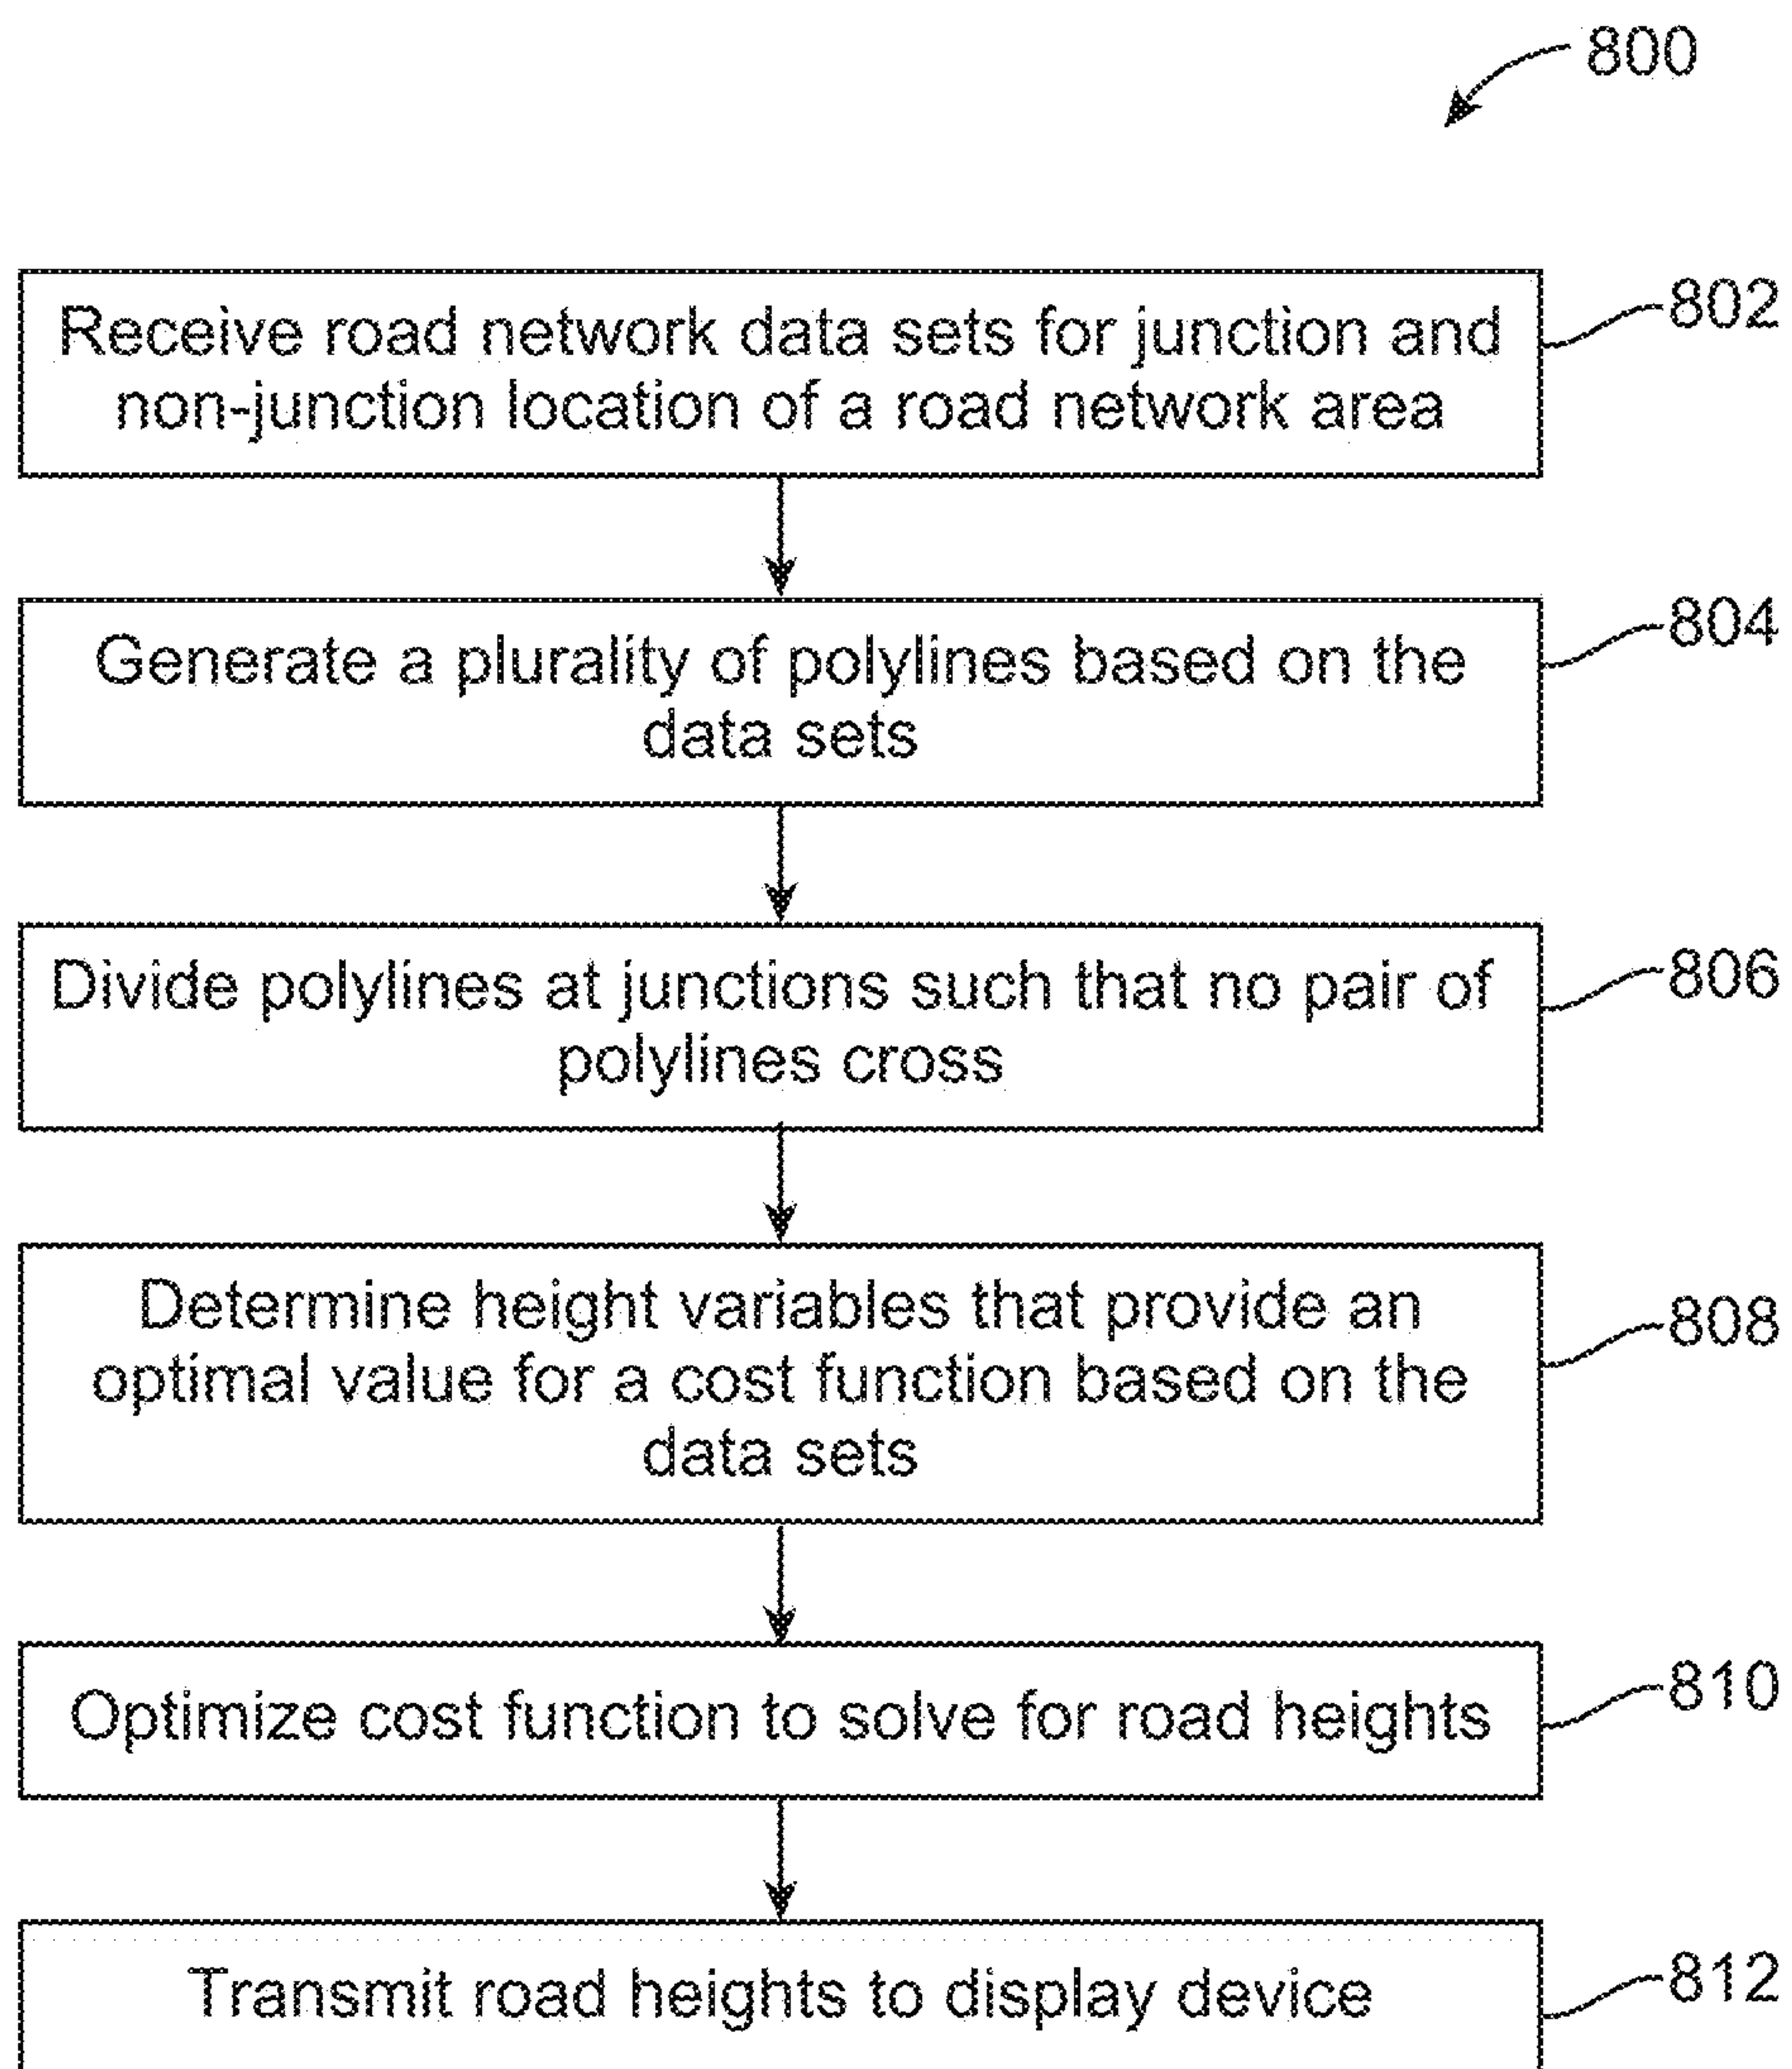 800
Receive road network data sets for junction and
non-junction location of a road network area
802
Generate a plurality of polylines based on the
data sets
804
Divide polylines at junctions such that no pair of
polylines cross
806
Determine height variables that provide an
optimal value for a cost function based on the
data sets
808
Optimize cost function to solve for road heights
810
Transmit road heights to display device
812